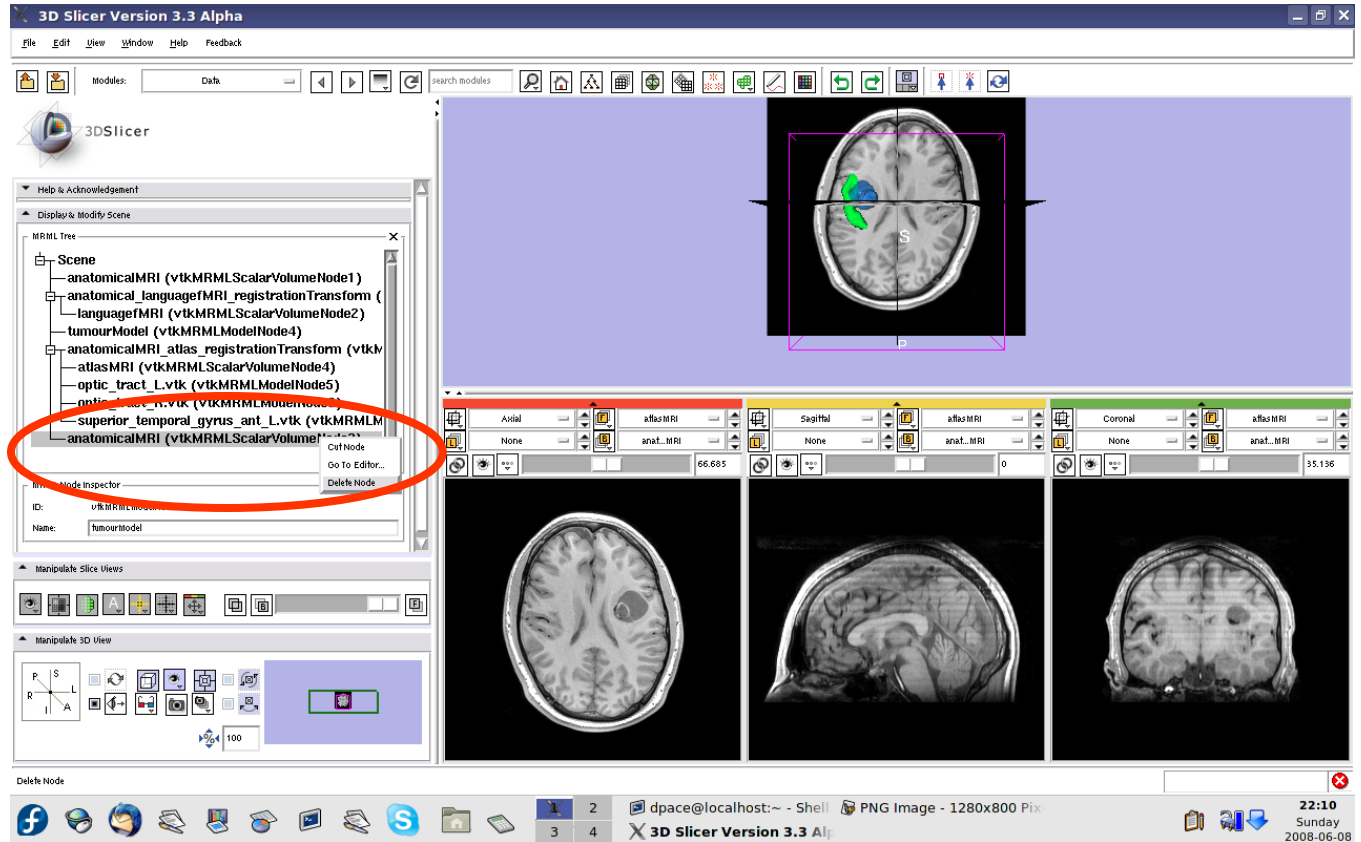 3D Slicer Version 3.3 Alpha
File Edit View Window Help Feedback
Modules: Data search modules
3DSlicer
Help & Acknowledgement
Display & Modify Scene
MRML Tree
Scene
anatomicalMRI (vtkMRMLScalarVolumeNode1)
anatomical_languagefMRI_registrationTransform (
languagefMRI (vtkMRMLScalarVolumeNode2)
tumourModel (vtkMRMLModelNode4)
anatomicalMRI_atlas_registrationTransform (vtkM
atlasMRI (vtkMRMLScalarVolumeNode4)
optic_tract_L.vtk (vtkMRMLModelNode5)
superior_temporal_gyrus_ant_L.vtk (vtkMRMLM
anatomicalMRI (vtkMRMLScalarVolumeNode3)
Cut Node
Go To Editor...
Delete Node
Node Inspector
ID:
Name: tumourModel
Manipulate Slice Views
A F
Manipulate 3D View
P S
R L
I A
% 100
S
P
Axial F atlasMRI
L None B anat...MRI
66.685
Sagittal F atlasMRI
L None B anat...MRI
0
Coronal F atlasMRI
L None B anat...MRI
35.136
Delete Node
1 2
3 4
dpace@localhost:~ - Shell
PNG Image - 1280x800 Pix
3D Slicer Version 3.3 Alp
22:10
Sunday
2008-06-08